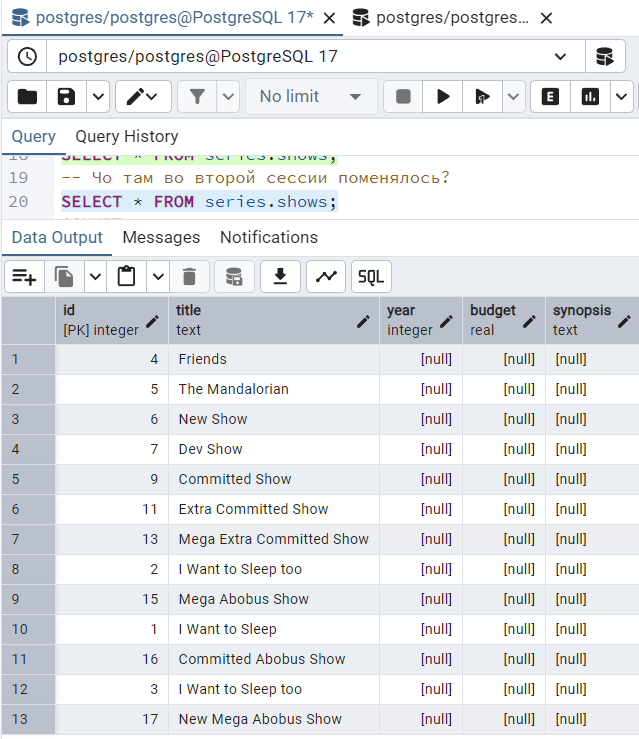 postgres/postgres@PostgreSQL 17* postgres/postgres...
postgres/postgres@PostgreSQL 17
No limit
E
Query Query History
18 SELECT * FROM series.shows;
19 -- Чо там во второй сессии поменялось?
20 SELECT * FROM series.shows;
Data Output Messages Notifications
SQL
id title year budget synopsis
[PK] integer text integer real text
1 4 Friends [null] [null] [null]
2 5 The Mandalorian [null] [null] [null]
3 6 New Show [null] [null] [null]
4 7 Dev Show [null] [null] [null]
5 9 Committed Show [null] [null] [null]
6 11 Extra Committed Show [null] [null] [null]
7 13 Mega Extra Committed Show [null] [null] [null]
8 2 I Want to Sleep too [null] [null] [null]
9 15 Mega Abobus Show [null] [null] [null]
10 1 I Want to Sleep [null] [null] [null]
11 16 Committed Abobus Show [null] [null] [null]
12 3 I Want to Sleep too [null] [null] [null]
13 17 New Mega Abobus Show [null] [null] [null]